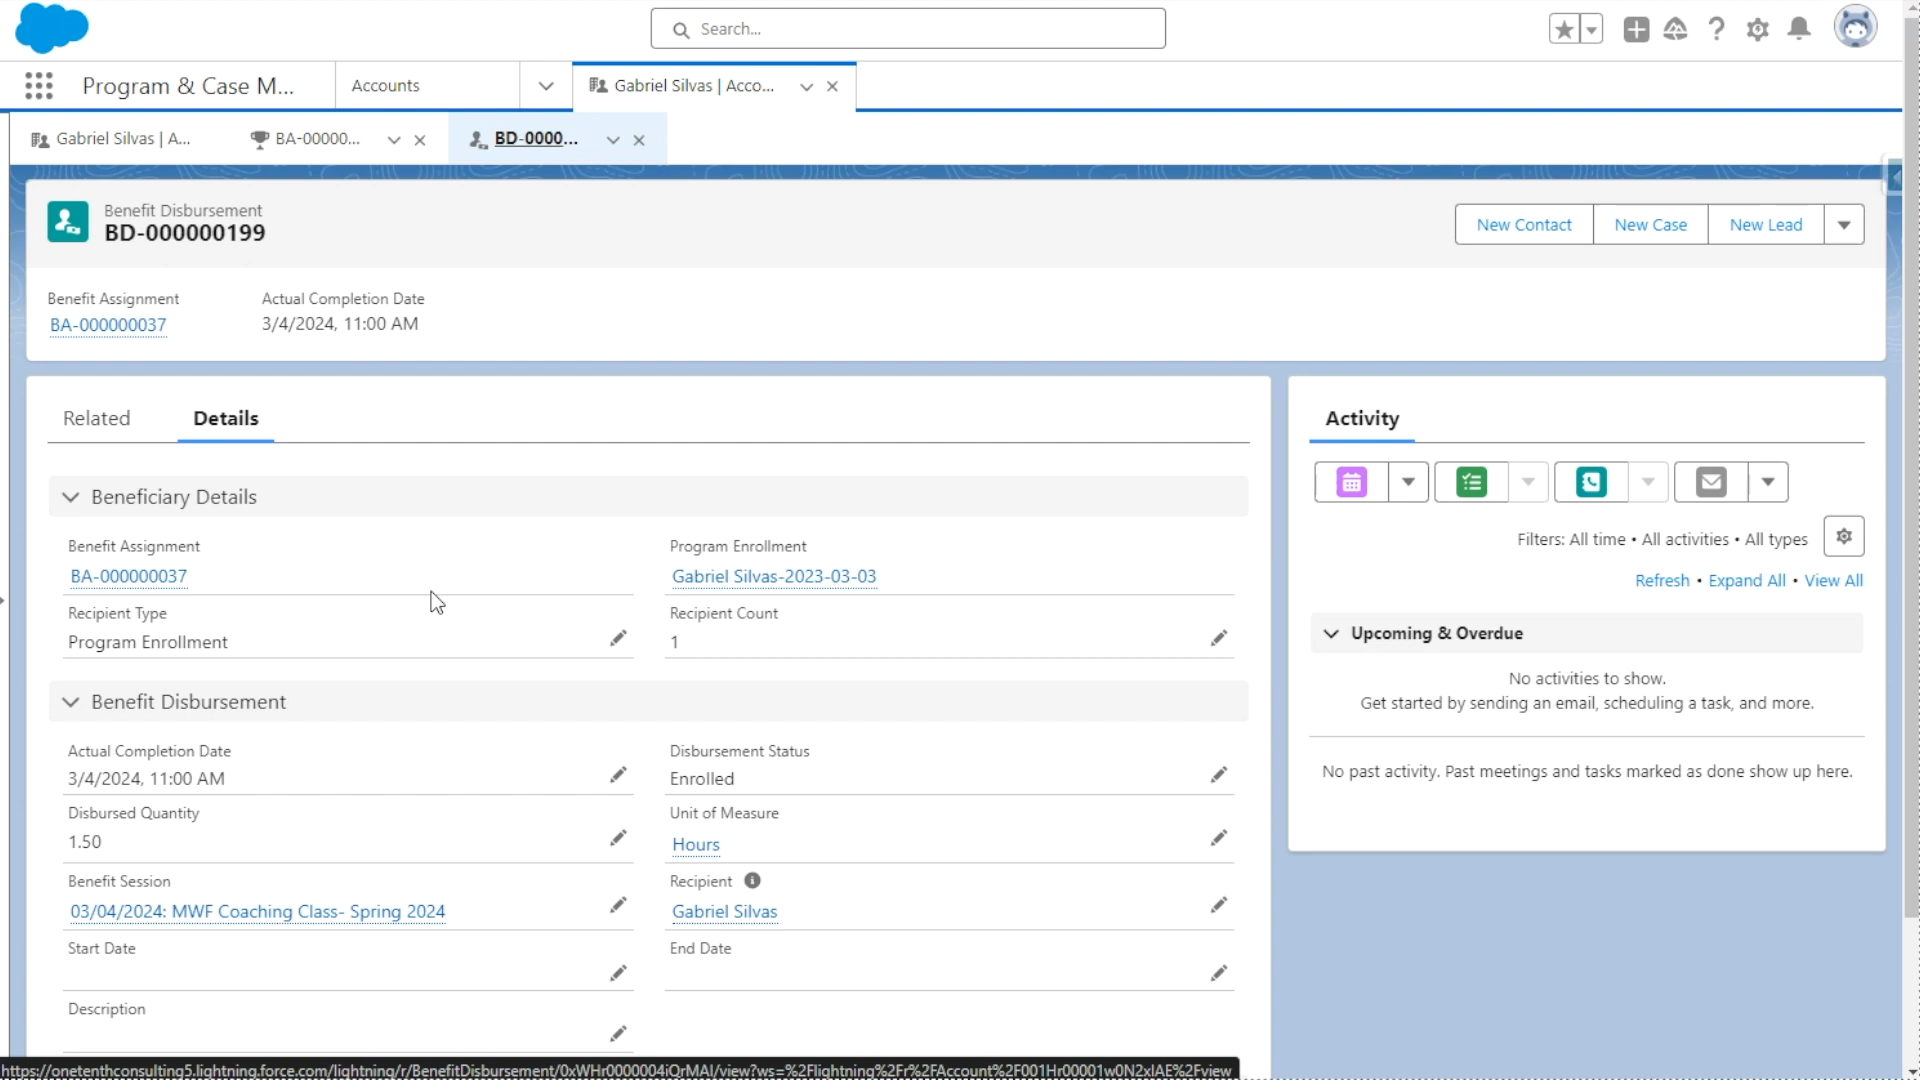 Search...
Program & Case M...
Accounts
Gabriel Silvas | Acco...
Gabriel Silvas | A...
BA-00000...
BD-0000...
Benefit Disbursement
BD-000000199
New Contact
New Case
New Lead
Benefit Assignment
Actual Completion Date
BA-000000037
3/4/2024, 11:00 AM
Related
Details
Beneficiary Details
Benefit Assignment
Program Enrollment
BA-000000037
Gabriel Silvas-2023-03-03
Recipient Type
Recipient Count
Program Enrollment
1
Benefit Disbursement
Actual Completion Date
Disbursement Status
3/4/2024, 11:00 AM
Enrolled
Disbursed Quantity
Unit of Measure
1.50
Hours
Benefit Session
Recipient
03/04/2024: MWF Coaching Class- Spring 2024
Gabriel Silvas
Start Date
End Date
Description
Activity
Filters: All time • All activities • All types
Refresh • Expand All • View All
Upcoming & Overdue
No activities to show.
Get started by sending an email, scheduling a task, and more.
No past activity. Past meetings and tasks marked as done show up here.
https://onetenthconsulting5.lightning.force.com/lightning/r/BenefitDisbursement/0xWHr0000004iQrMAI/view?ws=%2Flightning%2Fr%2FAccount%2F001Hr00001w0N2xIAE%2Fview